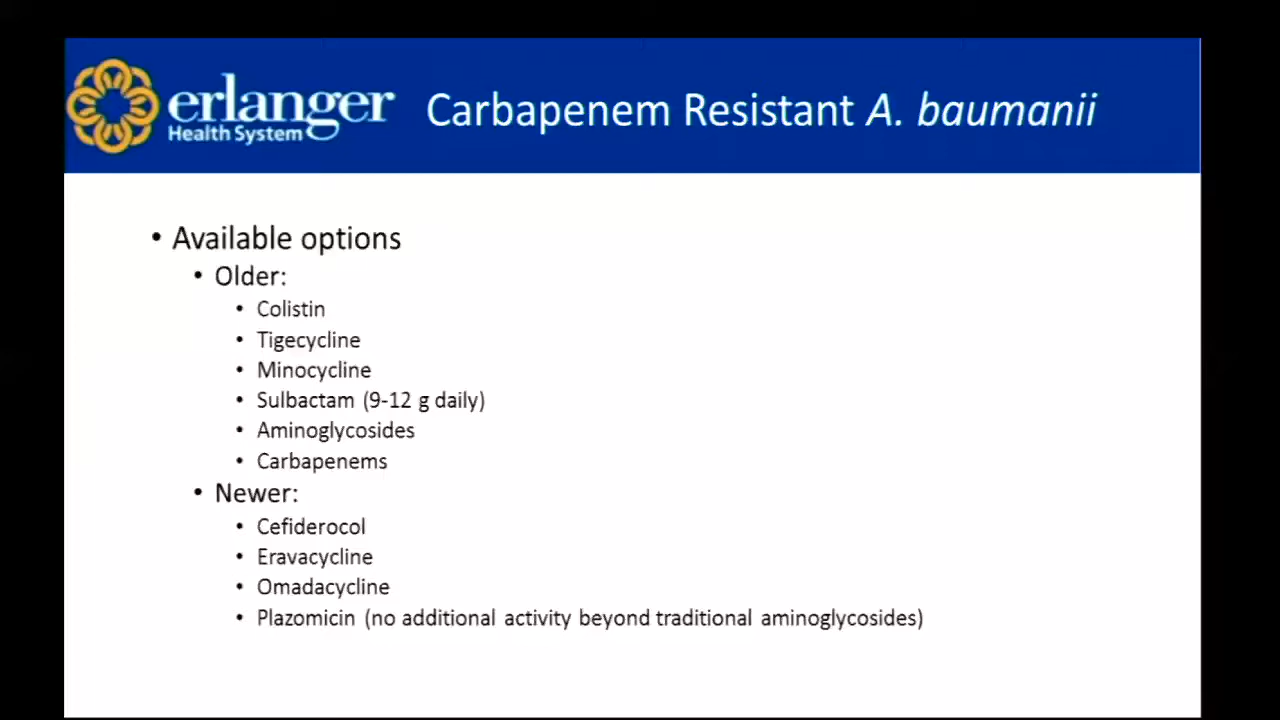 erlanger
Health System
Carbapenem Resistant A. baumanii
• Available options
• Older:
• Colistin
• Tigecycline
• Minocycline
• Sulbactam (9-12 g daily)
• Aminoglycosides
• Carbapenems
• Newer:
• Cefiderocol
• Eravacycline
• Omadacycline
• Plazomicin (no additional activity beyond traditional aminoglycosides)